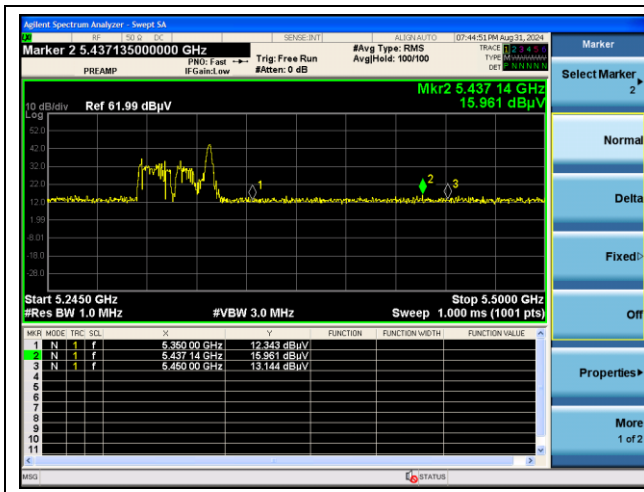 Agilent Spectrum Analyzer - Swept SA
RF 50 Ω DC SENSE:INT ALIGN AUTO 07:44:51 PM Aug 31, 2024
Marker 2 5.437135000000 GHz
PREAMP
PNO: Fast
IFGain:Low
Trig: Free Run
#Atten: 0 dB
#Avg Type: RMS
Avg|Hold: 100/100
TRACE 1 2 3 4 5 6
TYPE
DET P N N N N N
Mkr2 5.437 14 GHz
15.961 dBµV
10 dB/div Ref 61.99 dBµV
Log
52.0
42.0
32.0
22.0
12.0
1.99
-8.01
-18.0
-28.0
1
2
3
Start 5.2450 GHz Stop 5.5000 GHz
#Res BW 1.0 MHz #VBW 3.0 MHz Sweep 1.000 ms (1001 pts)
MKR MODE TRC SCL X Y FUNCTION FUNCTION WIDTH FUNCTION VALUE
1 N 1 f 5.350 00 GHz 12.343 dBµV
2 N 1 f 5.437 14 GHz 15.961 dBµV
3 N 1 f 5.450 00 GHz 13.144 dBµV
4
5
6
7
8
9
10
11
MSG STATUS
Marker
Select Marker
2
Normal
Delta
Fixed
Off
Properties
More
1 of 2